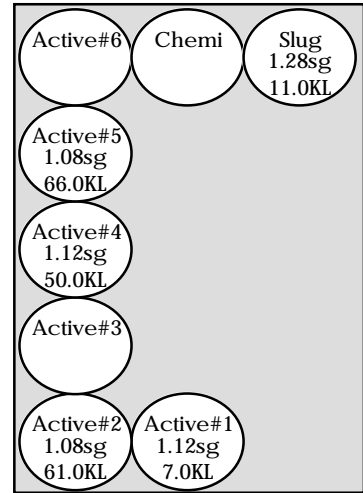 Active#6
Chemi
Slug
1.28sg
11.0KL
Active#5
1.08sg
66.0KL
Active#4
1.12sg
50.0KL
Active#3
Active#2
1.08sg
61.0KL
Active#1
1.12sg
7.0KL